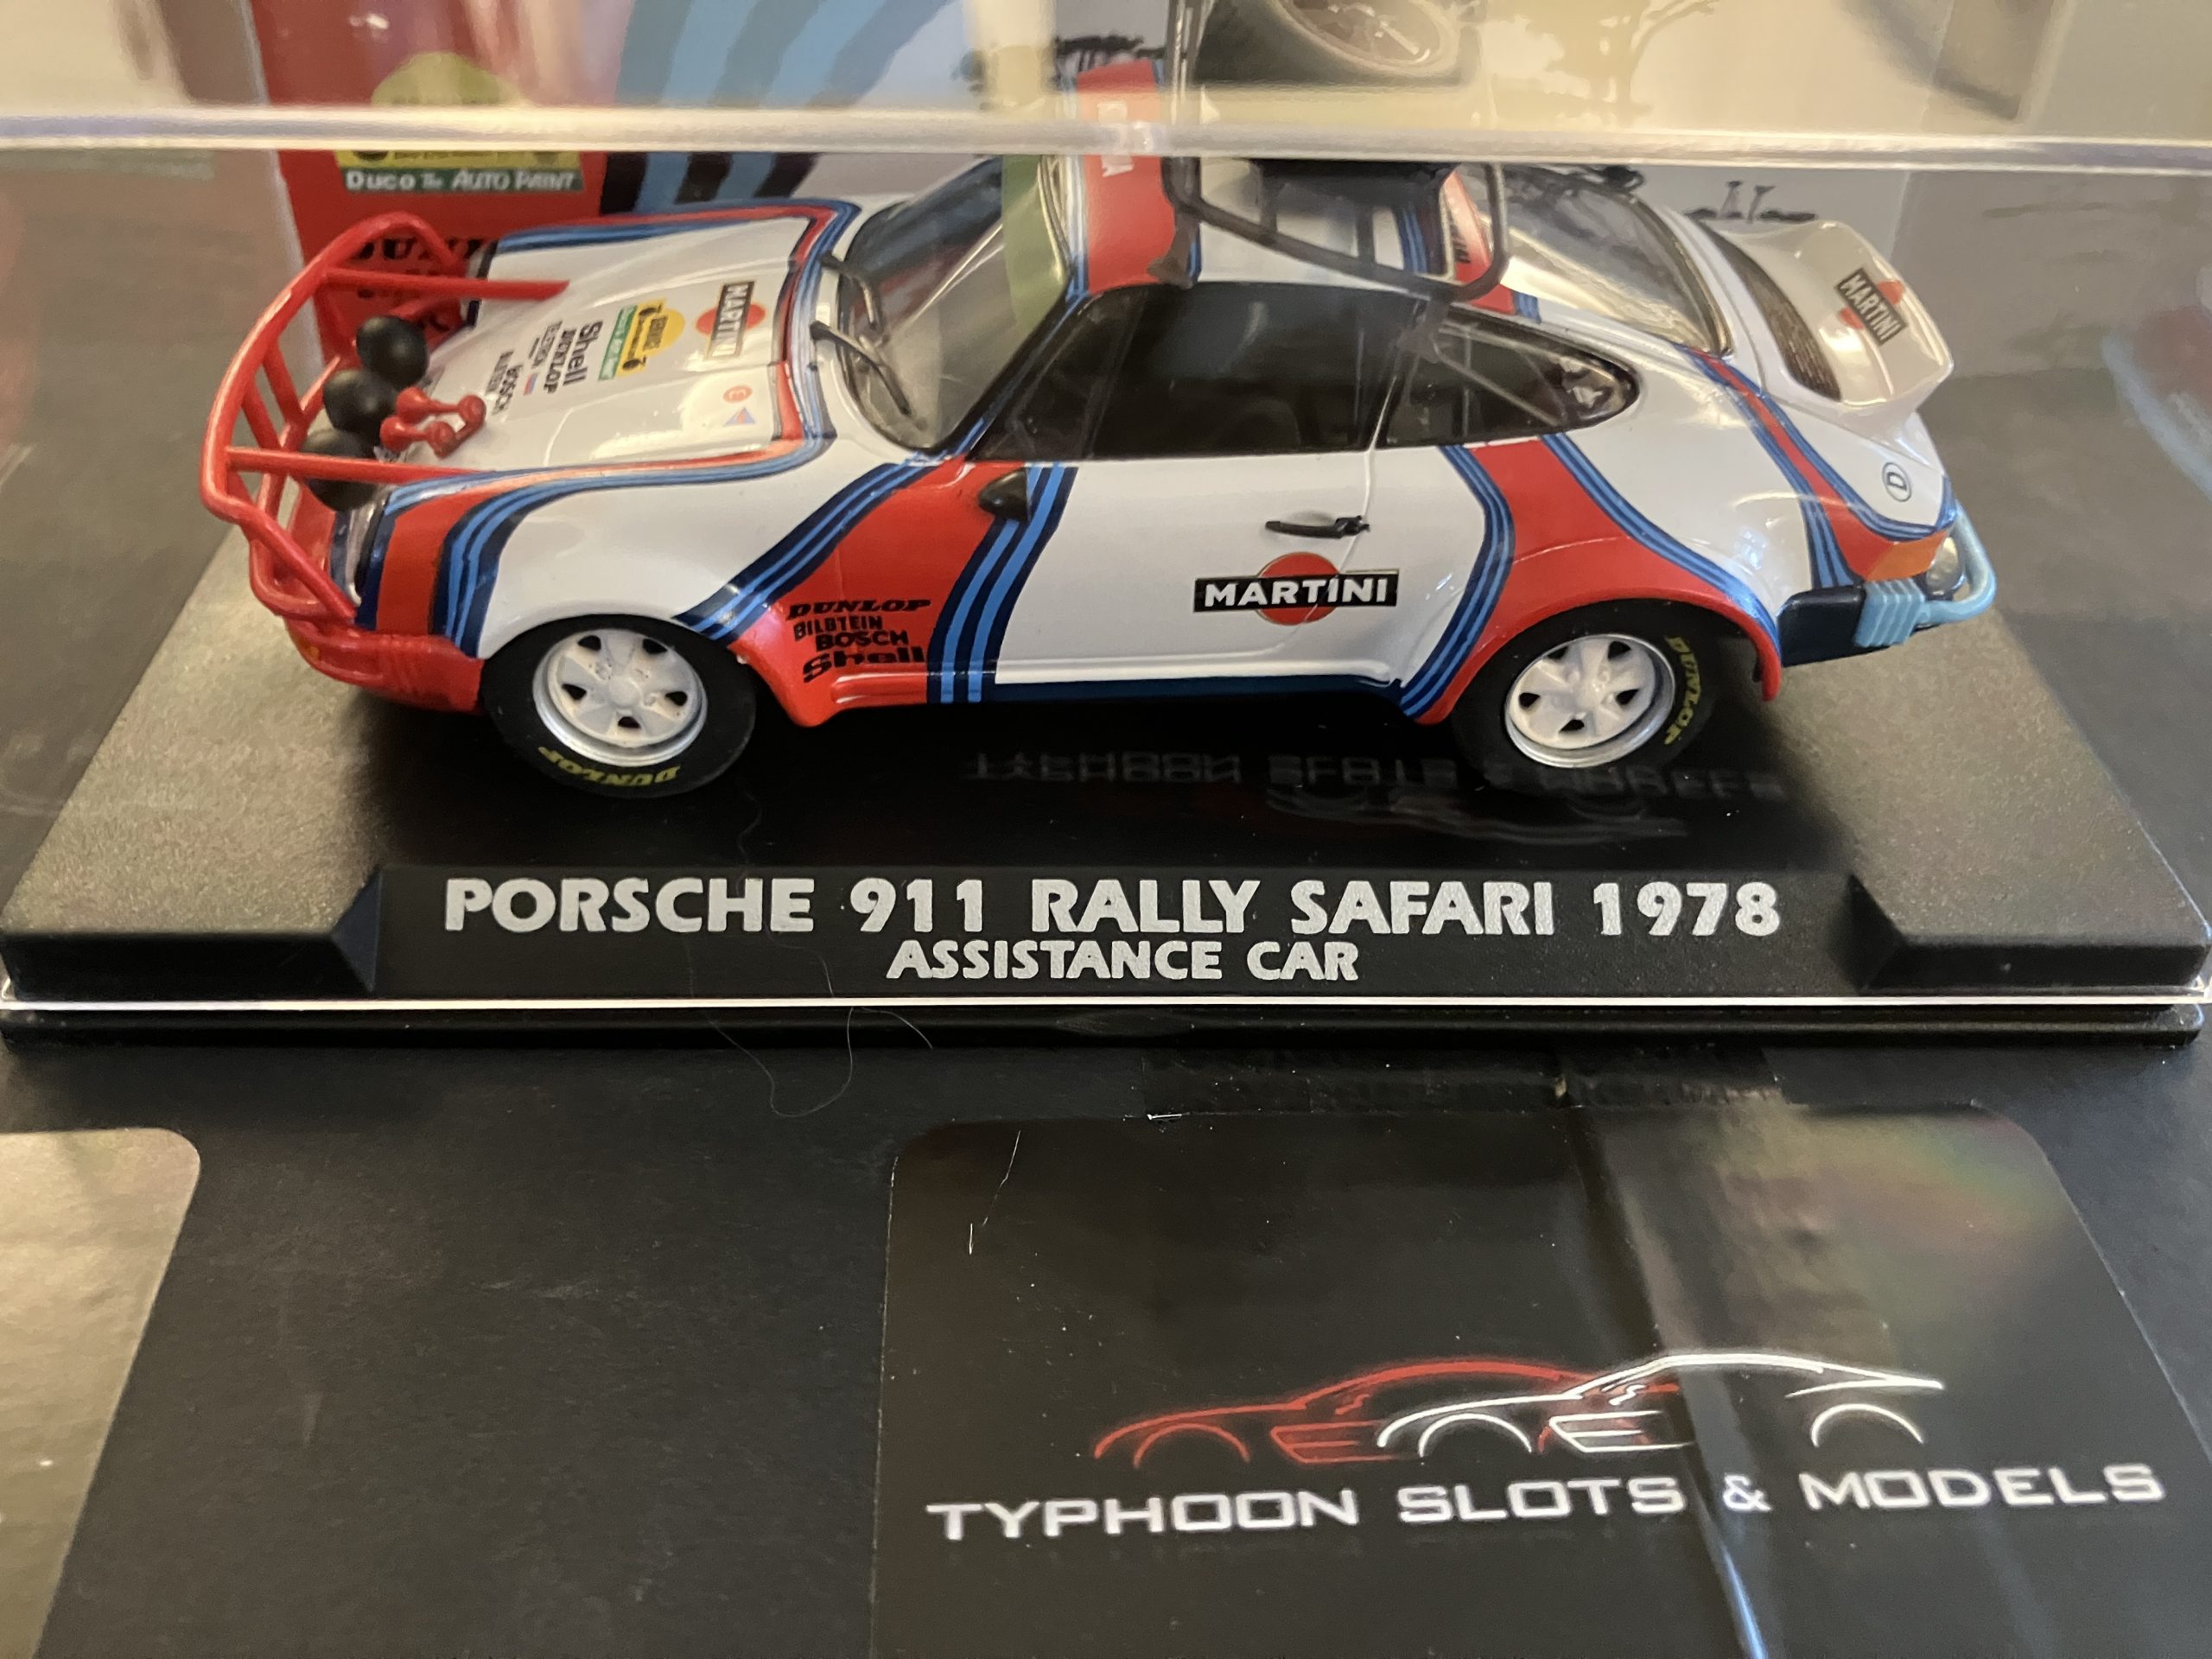 DUCO THE AUTO PAINT
MARTINI
Shell
DUNLOP
BOSCH
MARTINI
D
MARTINI
DUNLOP
BILSTEIN
BOSCH
Shell
DUNLOP
DUNLOP
PORSCHE 911 RALLY SAFARI 1978
ASSISTANCE CAR
TYPHOON SLOTS & MODELS